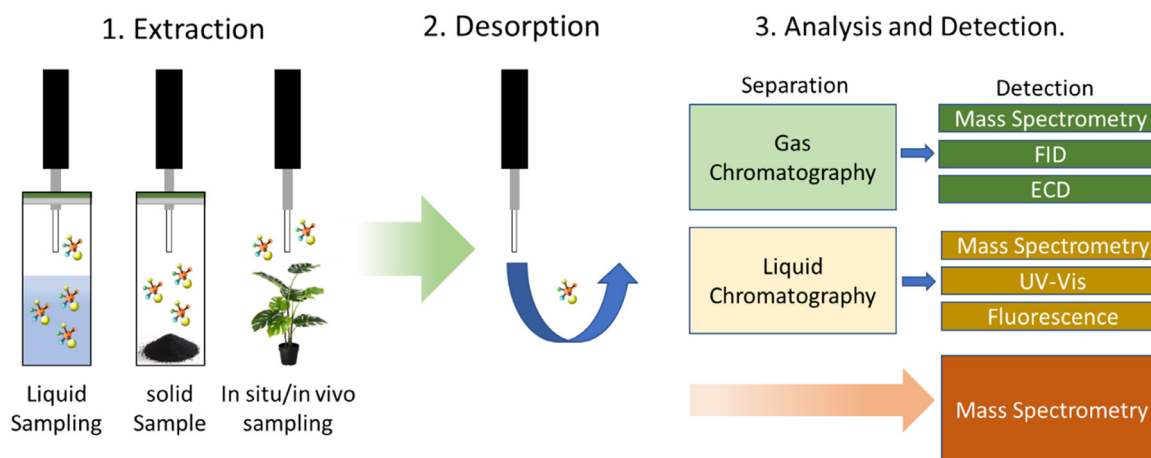 1. Extraction
2. Desorption
3. Analysis and Detection.
Liquid
Sampling
solid
Sample
In situ/in vivo
sampling
Separation
Detection
Gas
Chromatography
Mass Spectrometry
FID
ECD
Liquid
Chromatography
Mass Spectrometry
UV-Vis
Fluorescence
Mass Spectrometry